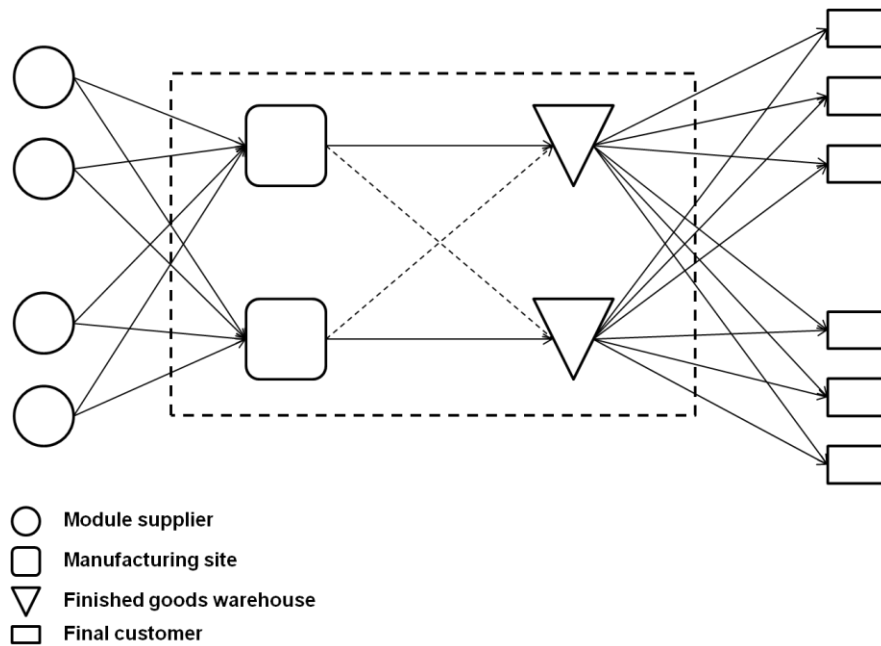 Module supplier
Manufacturing site
Finished goods warehouse
Final customer